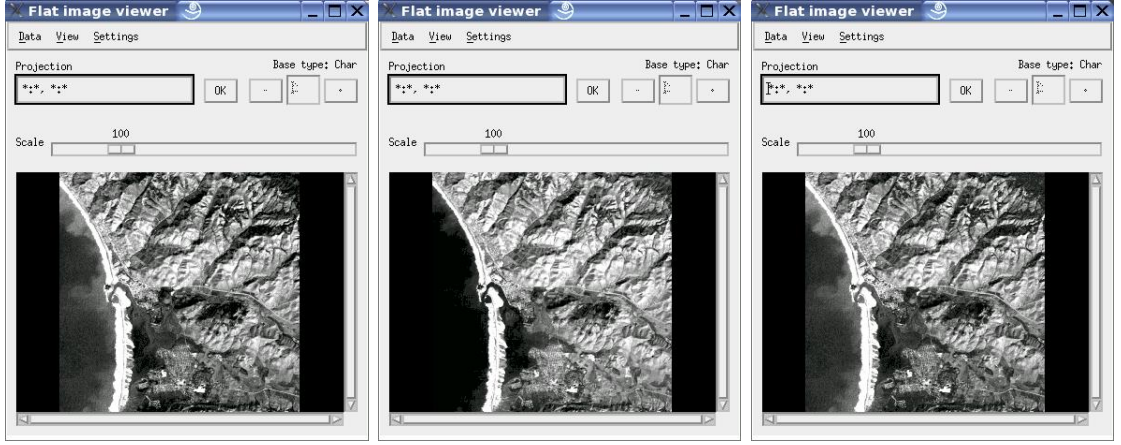 Flat image viewer
Data View Settings
Projection
Base type: Char
*:*, *:*
OK
-
+
100
Scale
Flat image viewer
Data View Settings
Projection
Base type: Char
*:*, *:*
OK
-
+
100
Scale
Flat image viewer
Data View Settings
Projection
Base type: Char
*:*, *:*
OK
-
+
100
Scale